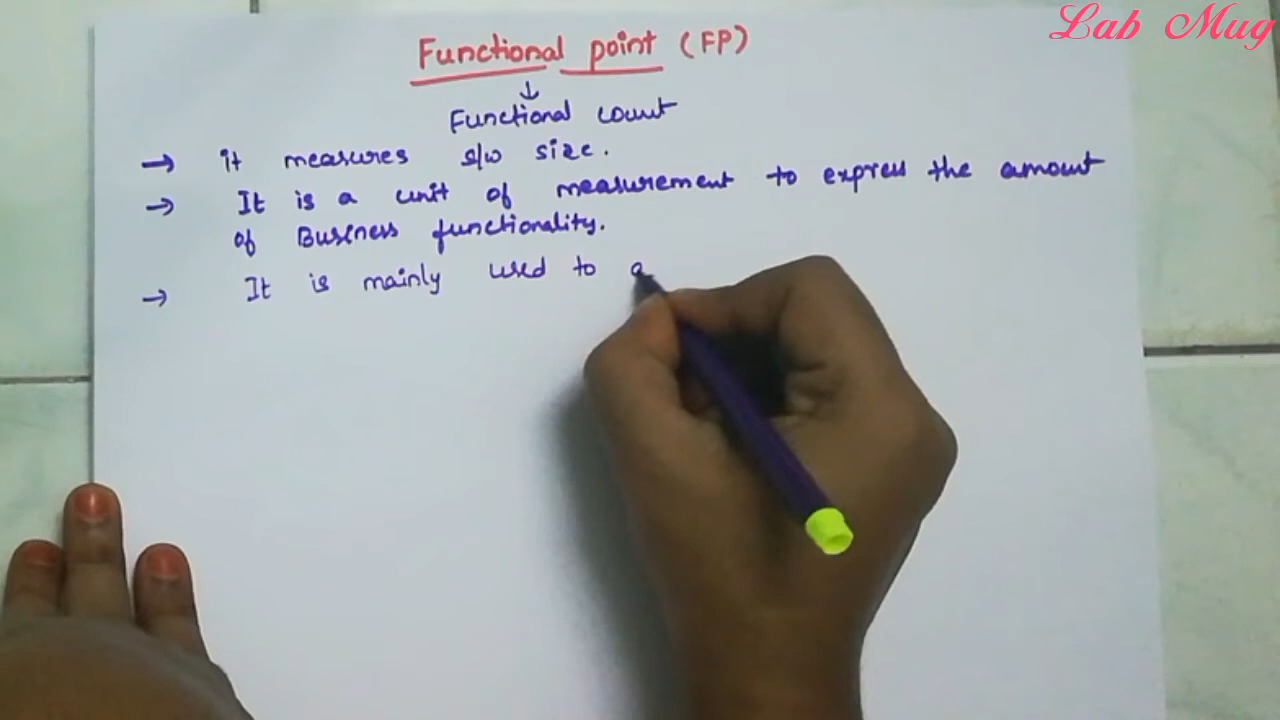 Lab Mug
Functional point (FP)
↓
Functional count
→ it measures s/w size.
→ It is a unit of measurement to express the amount
of Business functionality.
→ It is mainly used to a